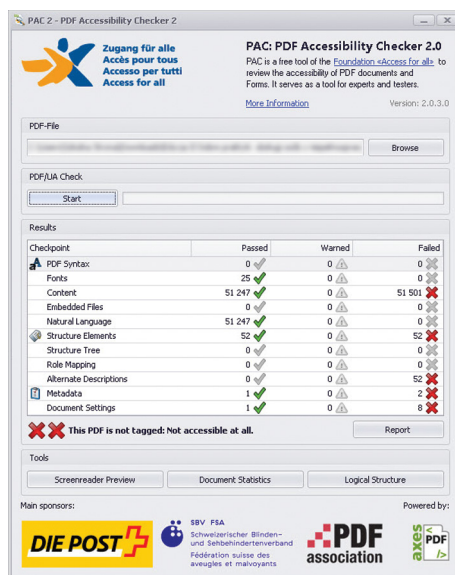 PAC 2 - PDF Accessibility Checker 2
Zugang für alle
Accès pour tous
Accesso per tutti
Access for all
PAC: PDF Accessibility Checker 2.0
PAC is a free tool of the Foundation «Access for all» to
review the accessibility of PDF documents and
Forms. It serves as a tool for experts and testers.
More Information Version: 2.0.3.0
PDF-File
Browse
PDF/UA Check
Start
Results
Checkpoint Passed Warned Failed
PDF Syntax 0 0 0
Fonts 25 0 0
Content 51 247 0 51 501
Embedded Files 0 0 0
Natural Language 51 247 0 0
Structure Elements 52 0 52
Structure Tree 0 0 0
Role Mapping 0 0 0
Alternate Descriptions 0 0 52
Metadata 1 0 2
Document Settings 1 0 8
This PDF is not tagged: Not accessible at all. Report
Tools
Screenreader Preview Document Statistics Logical Structure
Main sponsors: Powered by:
DIE POST
SBV FSA
Schweizerischer Blinden-
und Sehbehindertenverband
Fédération suisse des
aveugles et malvoyants
PDF
association
axes
PDF